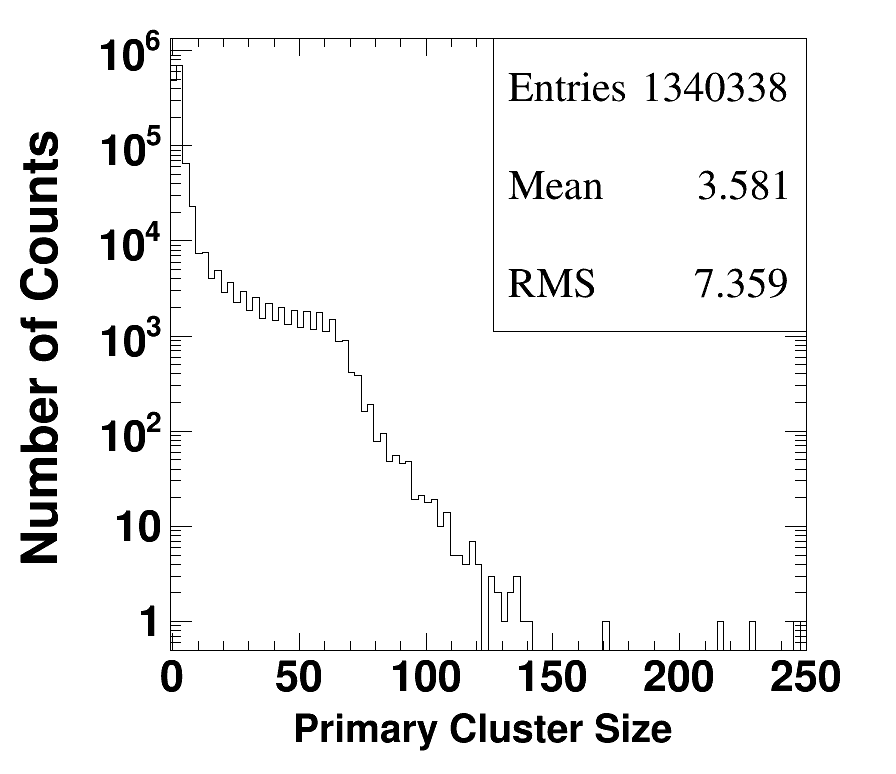 Number of Counts
10^6
10^5
10^4
10^3
10^2
10
1
Entries 1340338
Mean 3.581
RMS 7.359
0 50 100 150 200 250
Primary Cluster Size